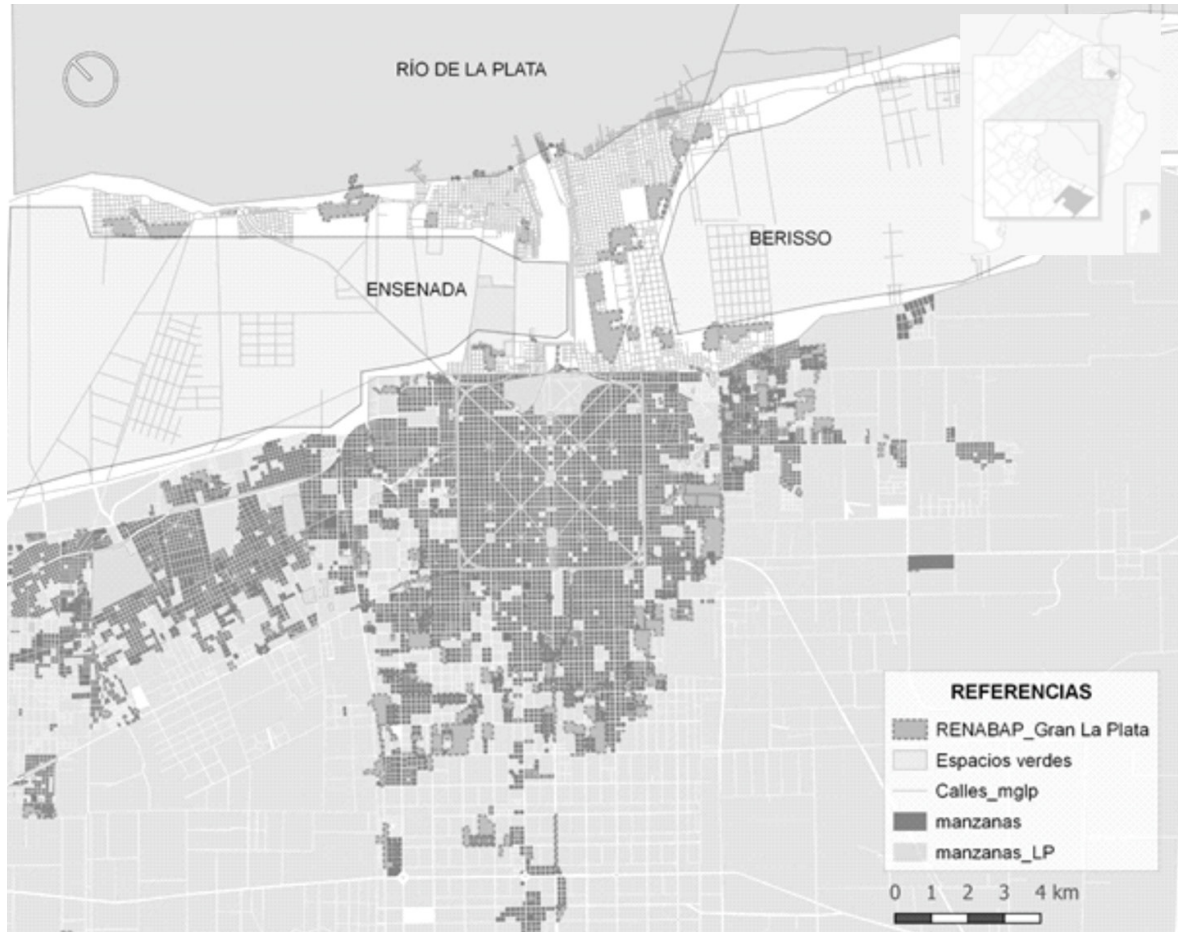 RÍO DE LA PLATA
BERISSO
ENSENADA
REFERENCIAS
RENABAP_Gran La Plata
Espacios verdes
Calles_mglp
manzanas
manzanas_LP
0 1 2 3 4 km